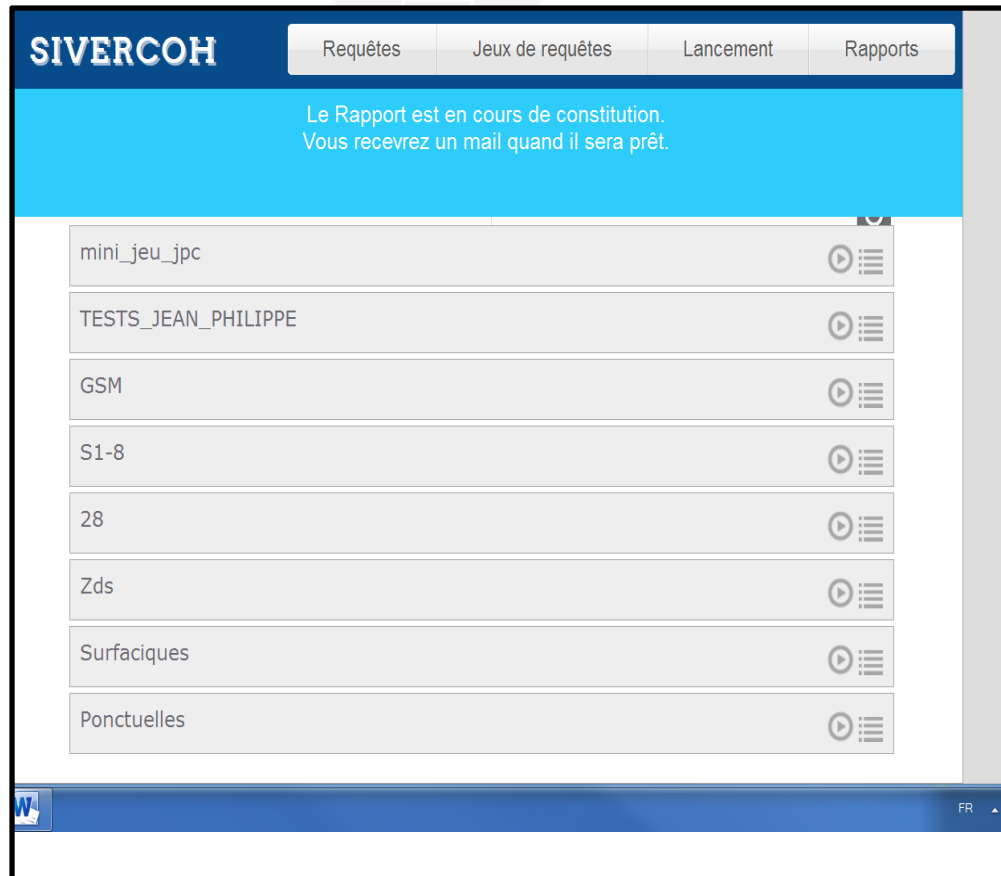 SIVERCOH
Requêtes Jeux de requêtes Lancement Rapports
Le Rapport est en cours de constitution.
Vous recevrez un mail quand il sera prêt.
mini_jeu_jpc
TESTS_JEAN_PHILIPPE
GSM
S1-8
28
Zds
Surfaciques
Ponctuelles
W
FR